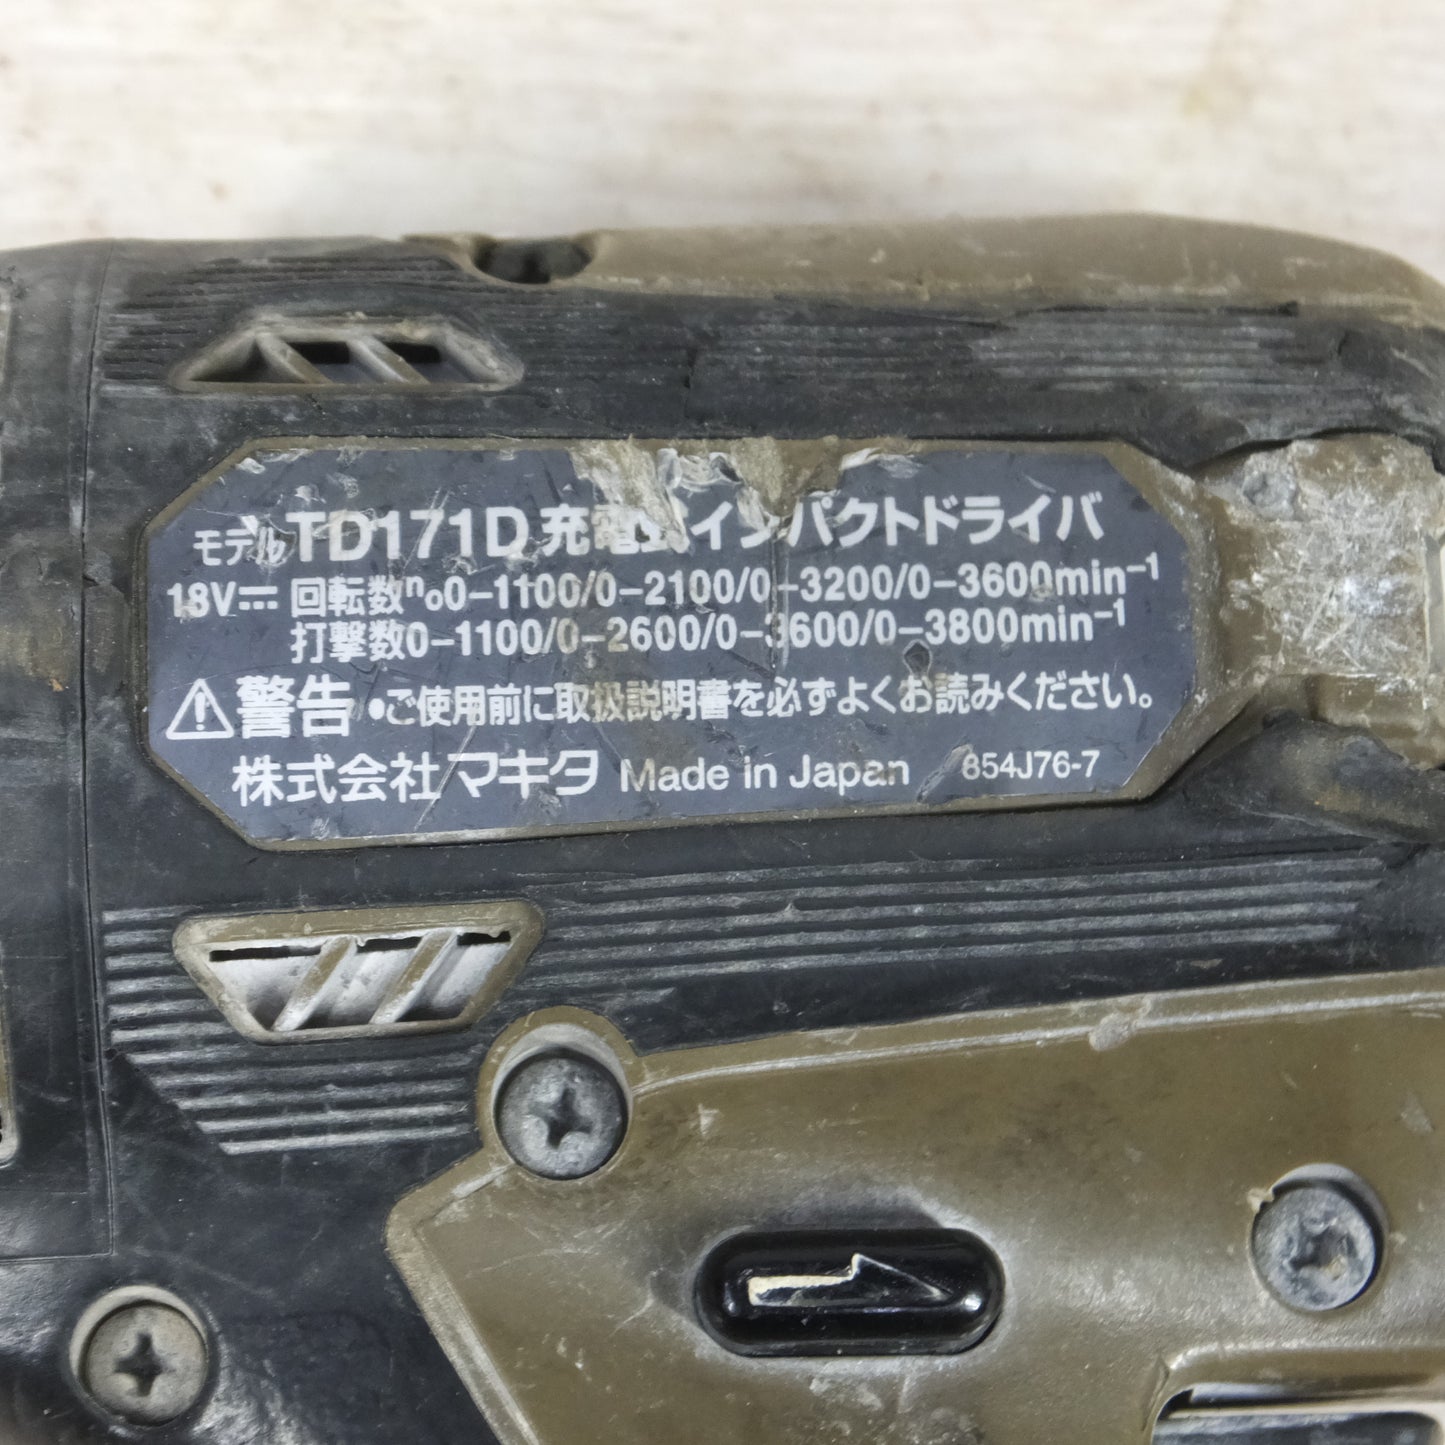 モデル TD171D 充電式インパクトドライバ
18V⎓ 回転数n₀0-1100/0-2100/0-3200/0-3600min⁻¹
打撃数0-1100/0-2600/0-3600/0-3800min⁻¹
⚠警告 •ご使用前に取扱説明書を必ずよくお読みください。
株式会社マキタ Made in Japan 854J76-7